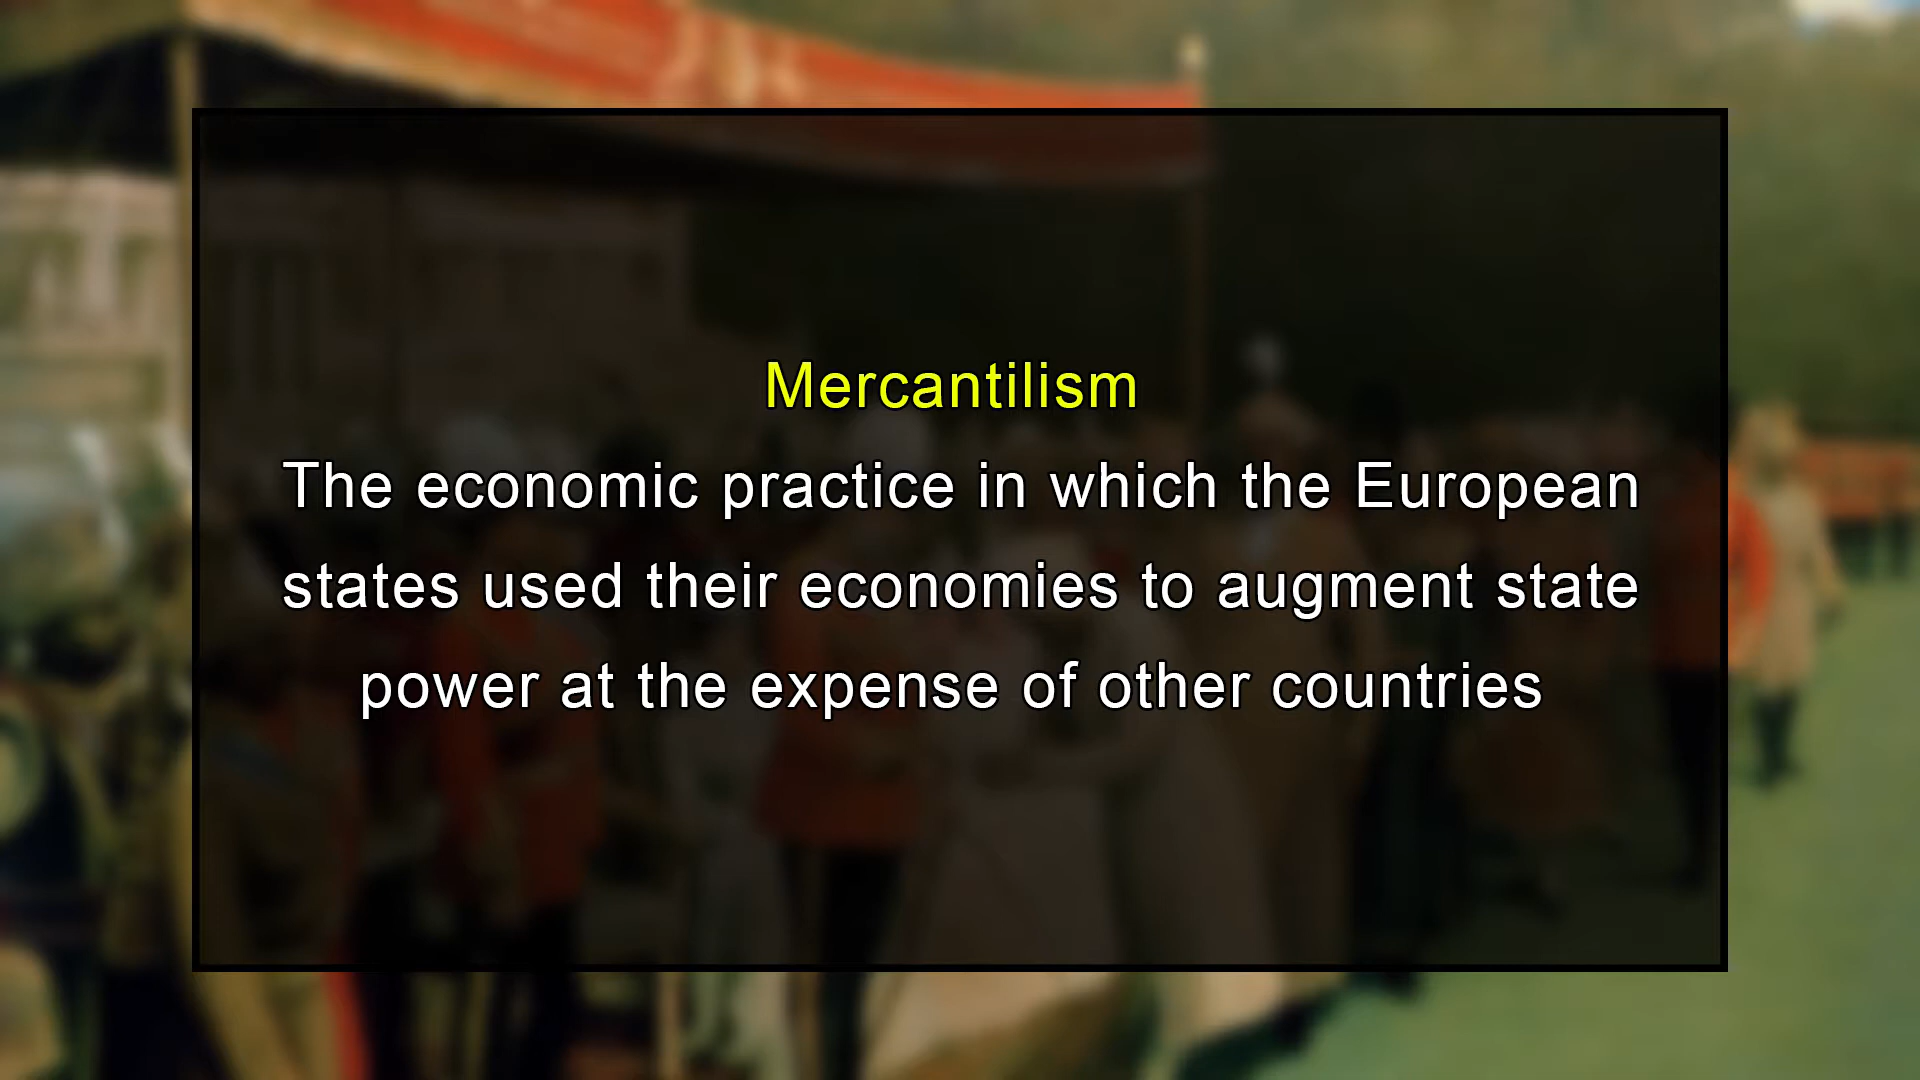 Mercantilism
The economic practice in which the European
states used their economies to augment state
power at the expense of other countries